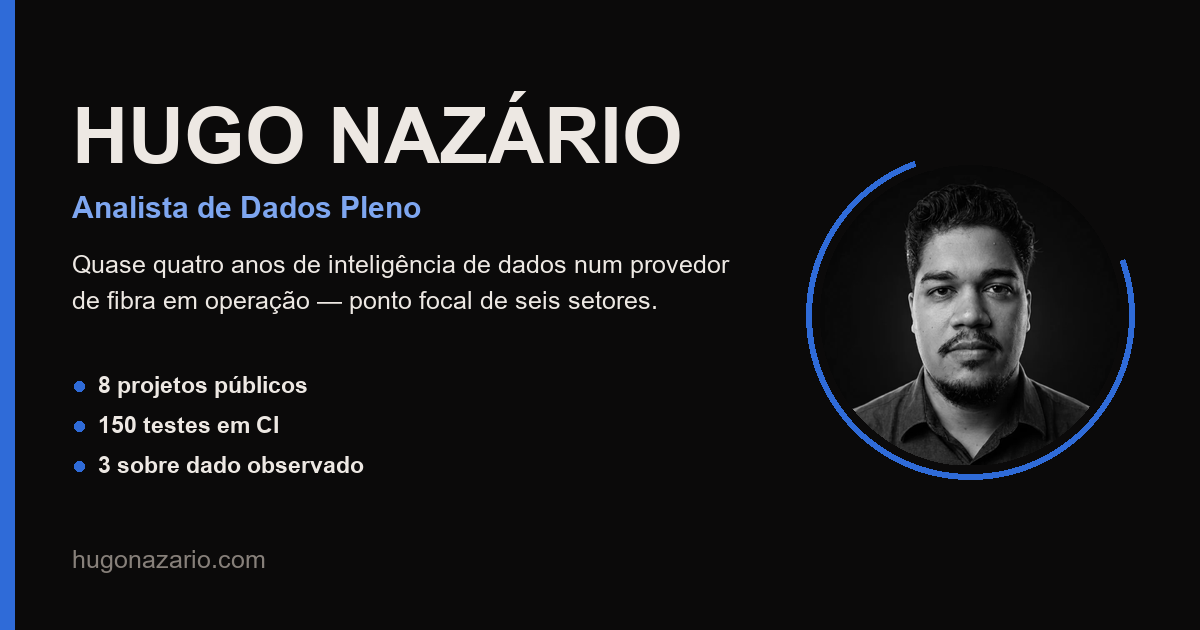 HUGO NAZÁRIO
Analista de Dados Pleno
Quase quatro anos de inteligência de dados num provedor
de fibra em operação — ponto focal de seis setores.
8 projetos públicos
150 testes em CI
3 sobre dado observado
hugonazario.com